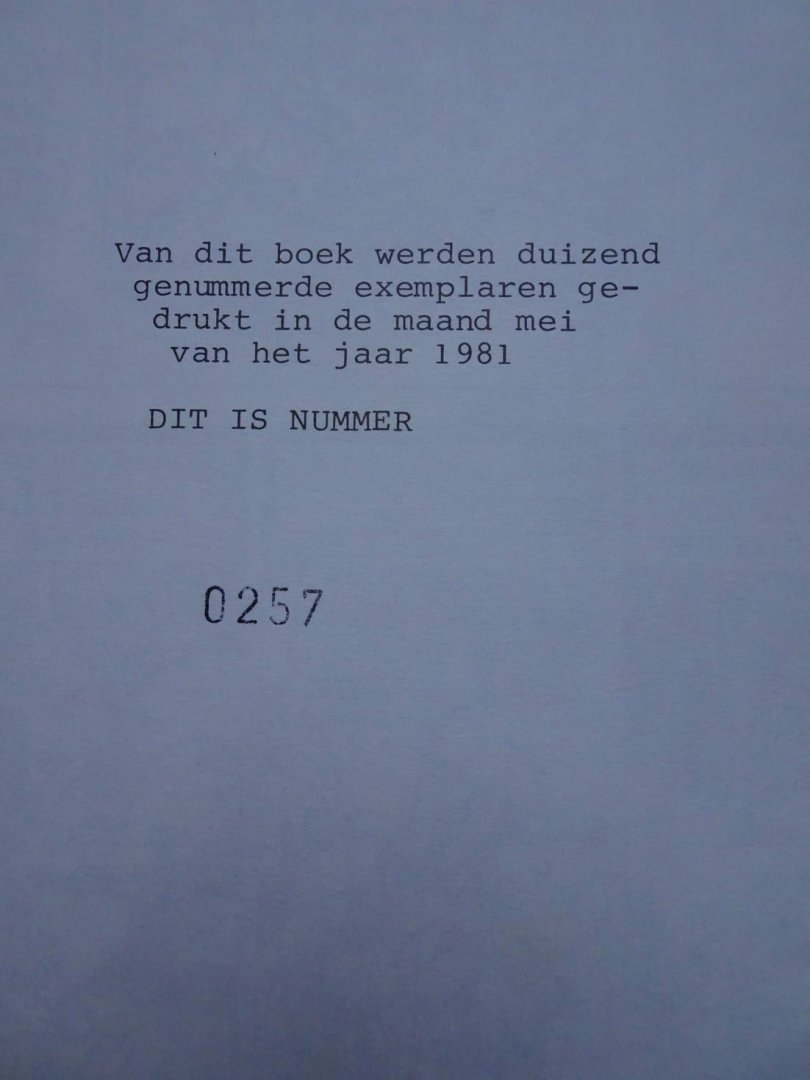 Van dit boek werden duizend
genummerde exemplaren ge-
drukt in de maand mei
van het jaar 1981
DIT IS NUMMER
0257